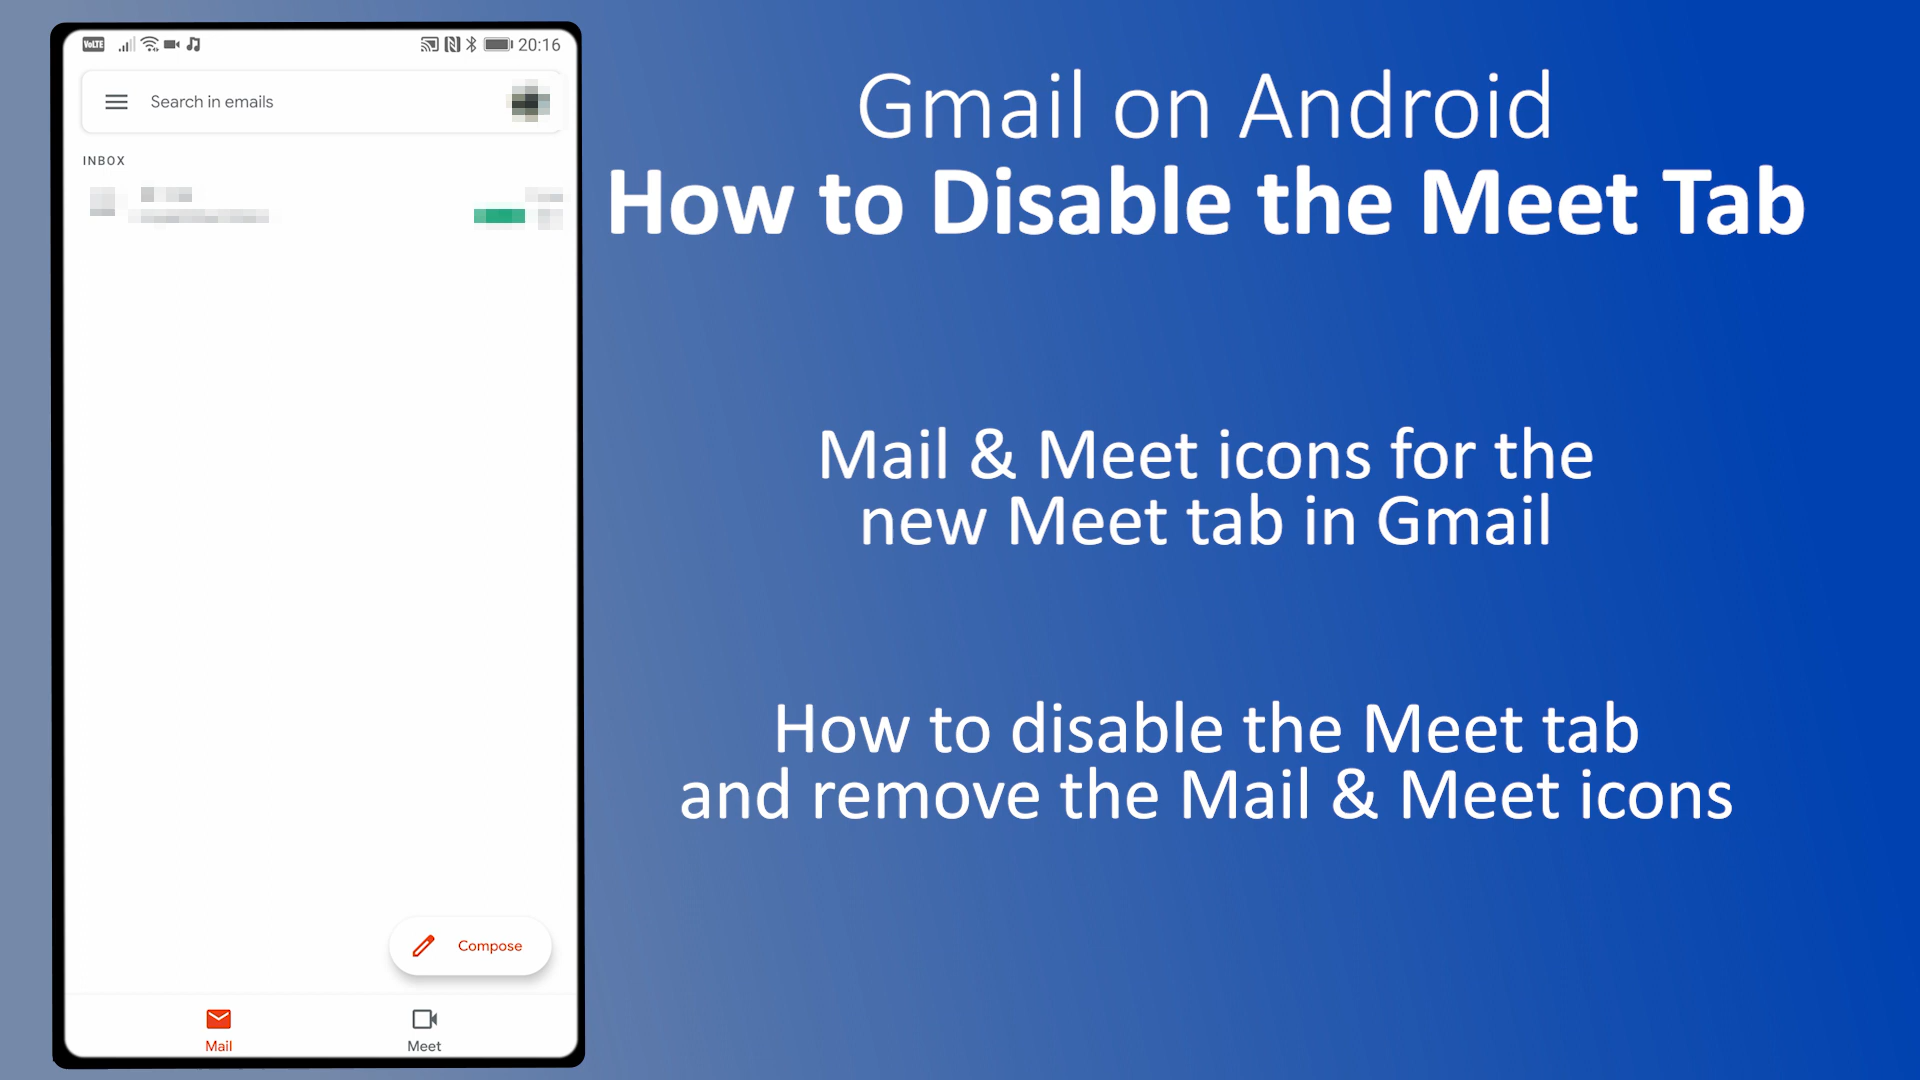 VoLTE
20:16
Search in emails
INBOX
Compose
Mail
Meet
Gmail on Android
How to Disable the Meet Tab
Mail & Meet icons for the
new Meet tab in Gmail
How to disable the Meet tab
and remove the Mail & Meet icons